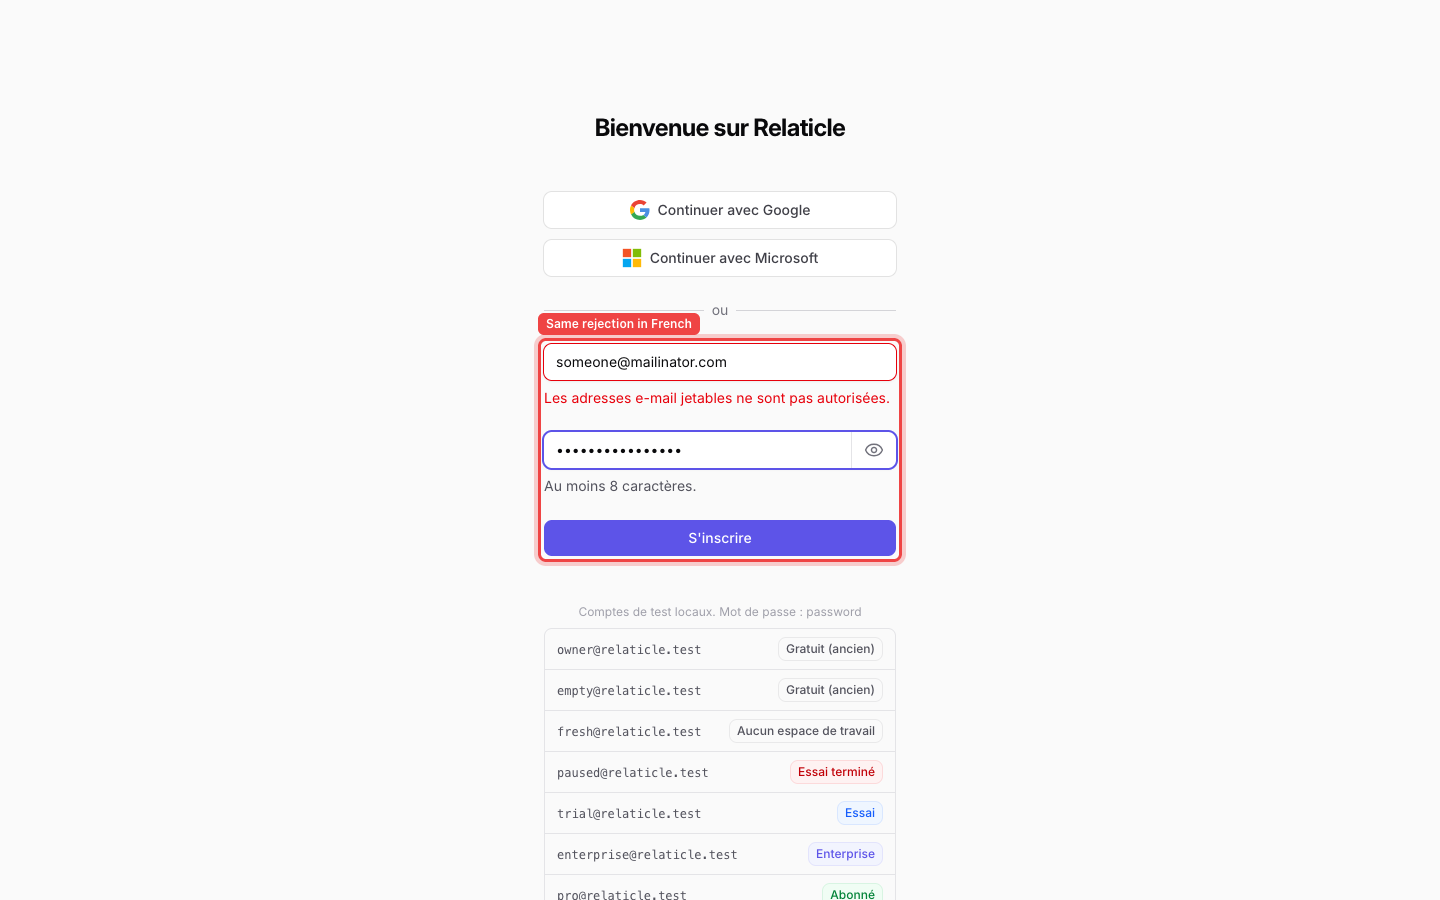 Bienvenue sur Relaticle
Continuer avec Google
Continuer avec Microsoft
ou
Same rejection in French
someone@mailinator.com
Les adresses e-mail jetables ne sont pas autorisées.
••••••••••••••••
Au moins 8 caractères.
S'inscrire
Comptes de test locaux. Mot de passe : password
owner@relaticle.test Gratuit (ancien)
empty@relaticle.test Gratuit (ancien)
fresh@relaticle.test Aucun espace de travail
paused@relaticle.test Essai terminé
trial@relaticle.test Essai
enterprise@relaticle.test Enterprise
pro@relaticle.test Abonné